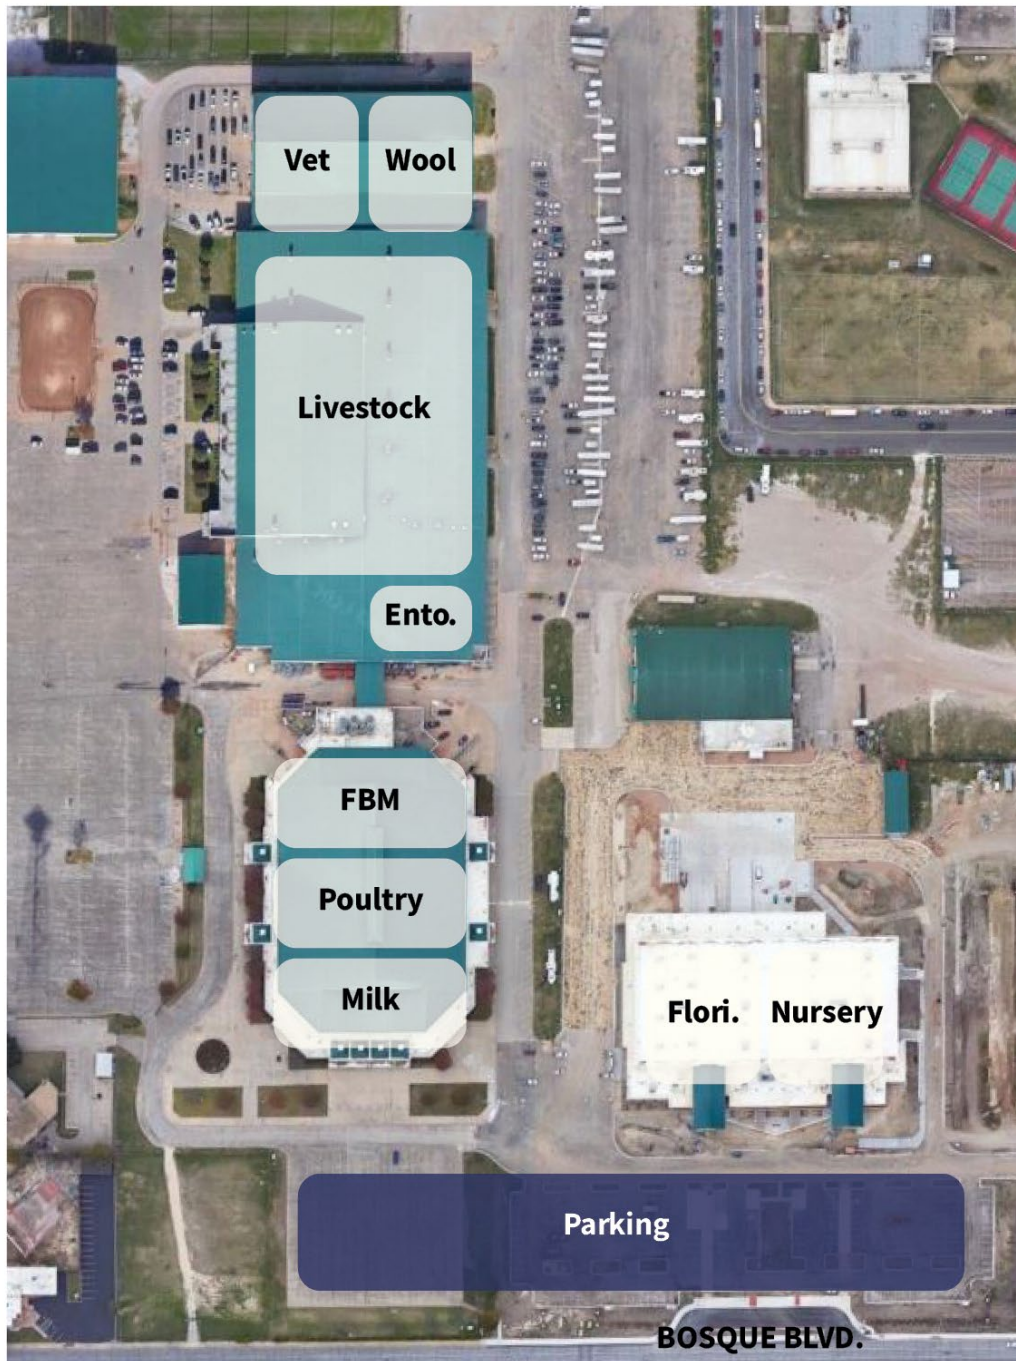 Vet
Wool
Livestock
Ento.
FBM
Poultry
Milk
Flori.
Nursery
Parking
BOSQUE BLVD.